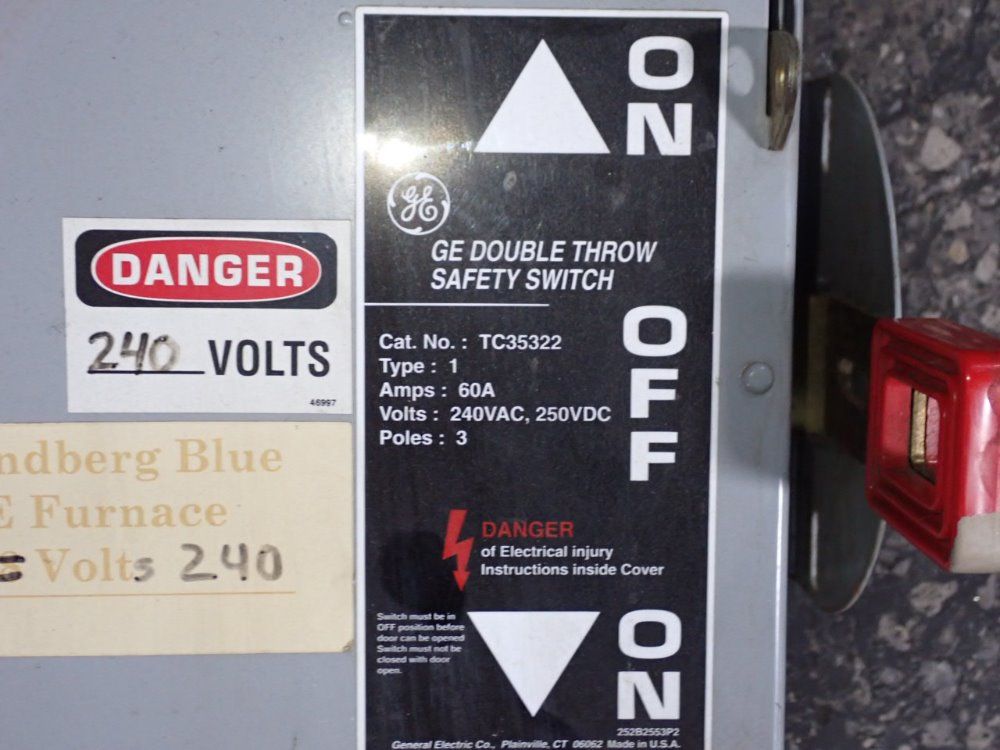 ON
GE
GE DOUBLE THROW
SAFETY SWITCH
DANGER
240 VOLTS
46997
Cat. No. : TC35322
Type : 1
Amps : 60A
Volts : 240VAC, 250VDC
Poles : 3
OFF
ndberg Blue
E Furnace
Volts 240
DANGER
of Electrical injury
Instructions inside Cover
Switch must be in
OFF position before
door can be opened
Switch must not be
closed with door
open.
ON
252B2553P2
General Electric Co., Plainville, CT 06062 Made in U.S.A.